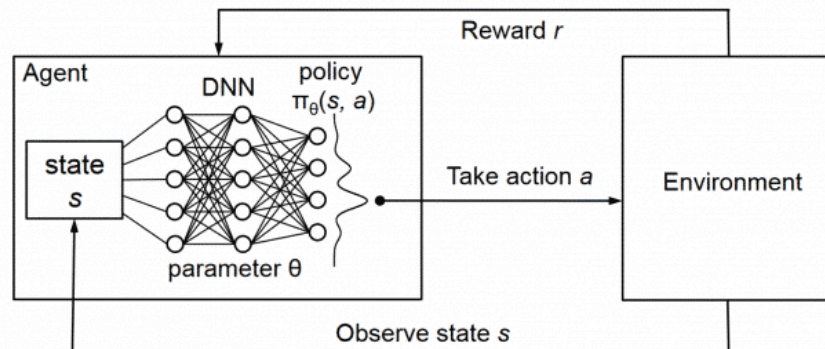 Reward r
Agent
DNN
policy
πθ(s, a)
state
s
Take action a
Environment
parameter θ
Observe state s